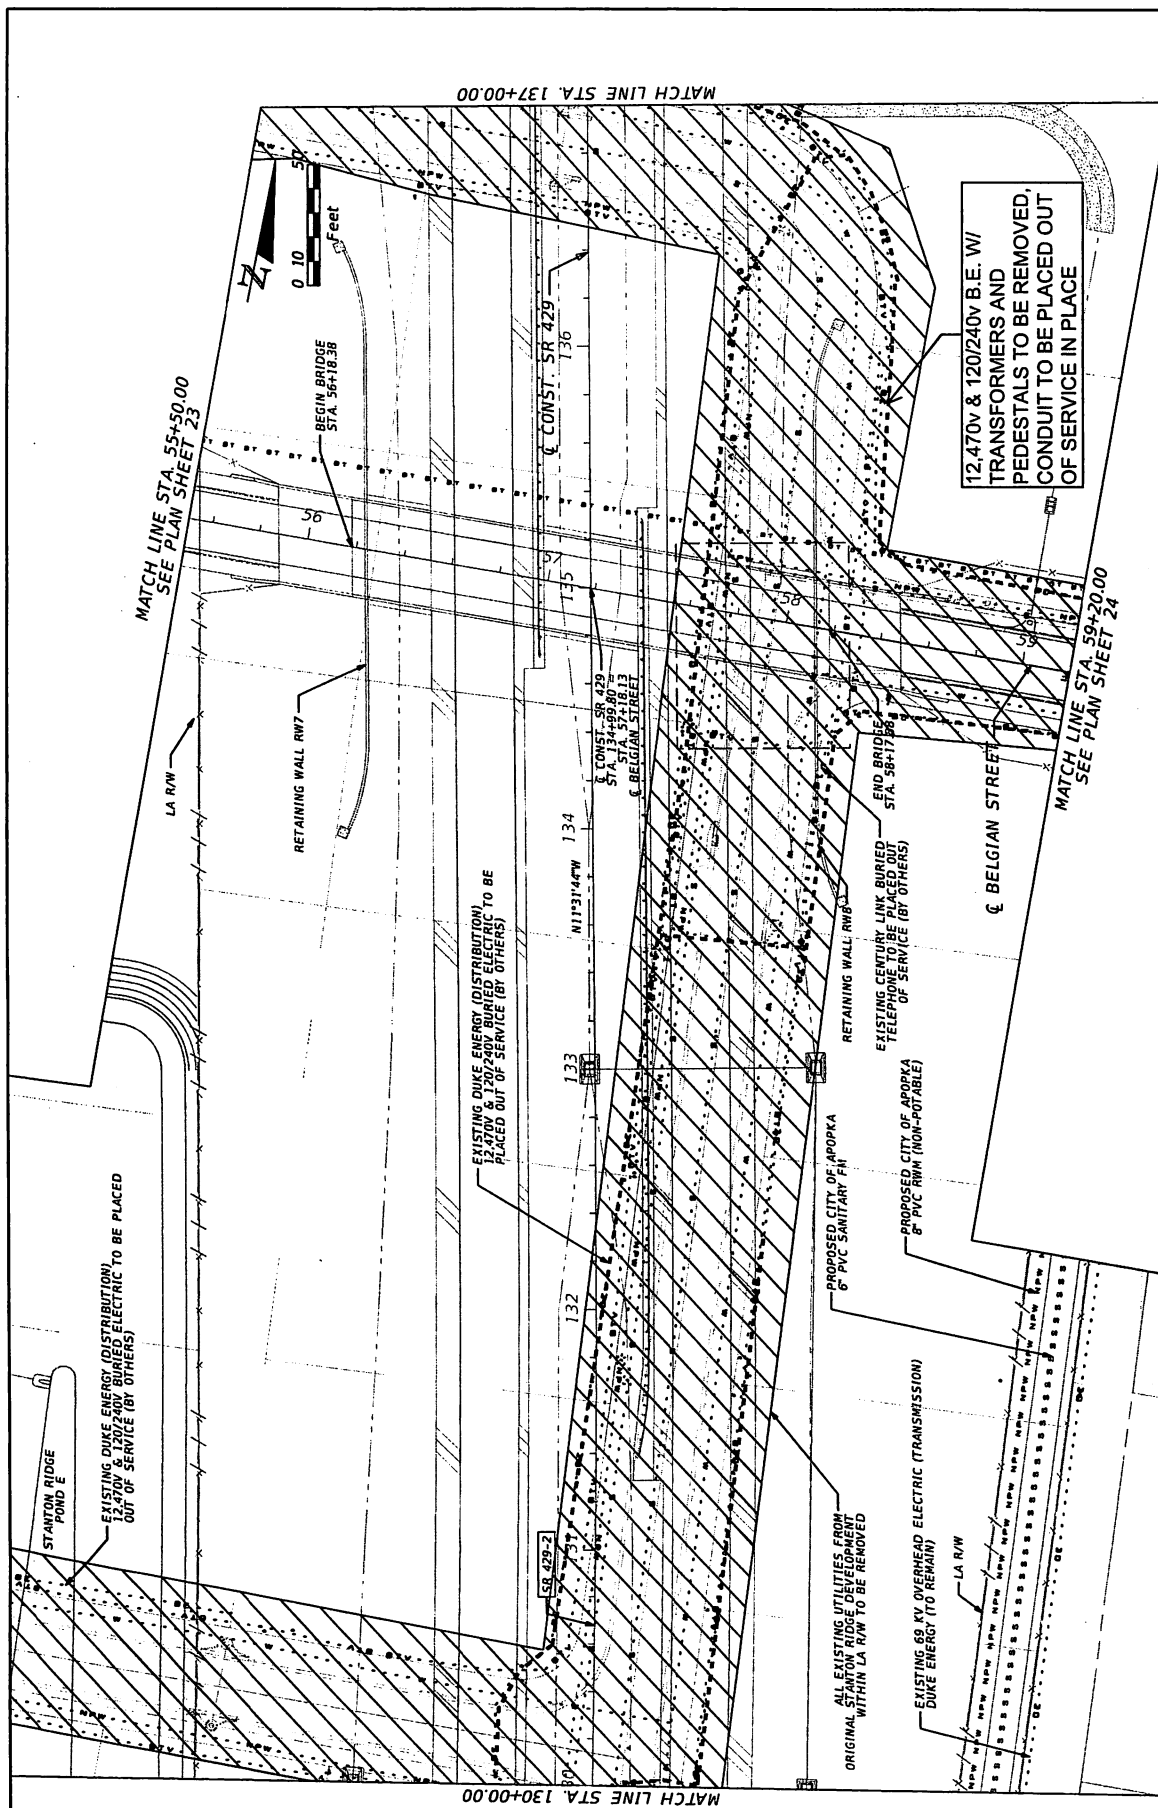 MATCH LINE STA. 137+00.00
N
0 10 50
Feet
MATCH LINE STA. 55+50.00
SEE PLAN SHEET 23
BEGIN BRIDGE
STA. 56+18.38
LA R/W
RETAINING WALL RW7
℄ CONST. SR 429
136
135
134
133
132
56
57
58
59
℄ CONST. SR 429
STA. 134+99.80 =
STA. 57+18.13
℄ BELGIAN STREET
N11°31'44"W
12,470v & 120/240v B.E. W/
TRANSFORMERS AND
PEDESTALS TO BE REMOVED,
CONDUIT TO BE PLACED OUT
OF SERVICE IN PLACE
MATCH LINE STA. 59+20.00
SEE PLAN SHEET 24
℄ BELGIAN STREET
END BRIDGE
RETAINING WALL RW8
EXISTING CENTURY LINK BURIED
TELEPHONE TO BE PLACED OUT
OF SERVICE (BY OTHERS)
EXISTING DUKE ENERGY (DISTRIBUTION)
12,470V & 120/240V BURIED ELECTRIC TO BE
PLACED OUT OF SERVICE (BY OTHERS)
STANTON RIDGE
POND E
EXISTING DUKE ENERGY (DISTRIBUTION)
12,470V & 120/240V BURIED ELECTRIC TO BE PLACED
OUT OF SERVICE (BY OTHERS)
SR 429-2
PROPOSED CITY OF APOPKA
6" PVC SANITARY FM
PROPOSED CITY OF APOPKA
8" PVC RWM (NON-POTABLE)
ALL EXISTING UTILITIES FROM
ORIGINAL STANTON RIDGE DEVELOPMENT
WITHIN LA R/W TO BE REMOVED
LA R/W
EXISTING 69 KV OVERHEAD ELECTRIC (TRANSMISSION)
DUKE ENERGY (TO REMAIN)
MATCH LINE STA. 130+00.00